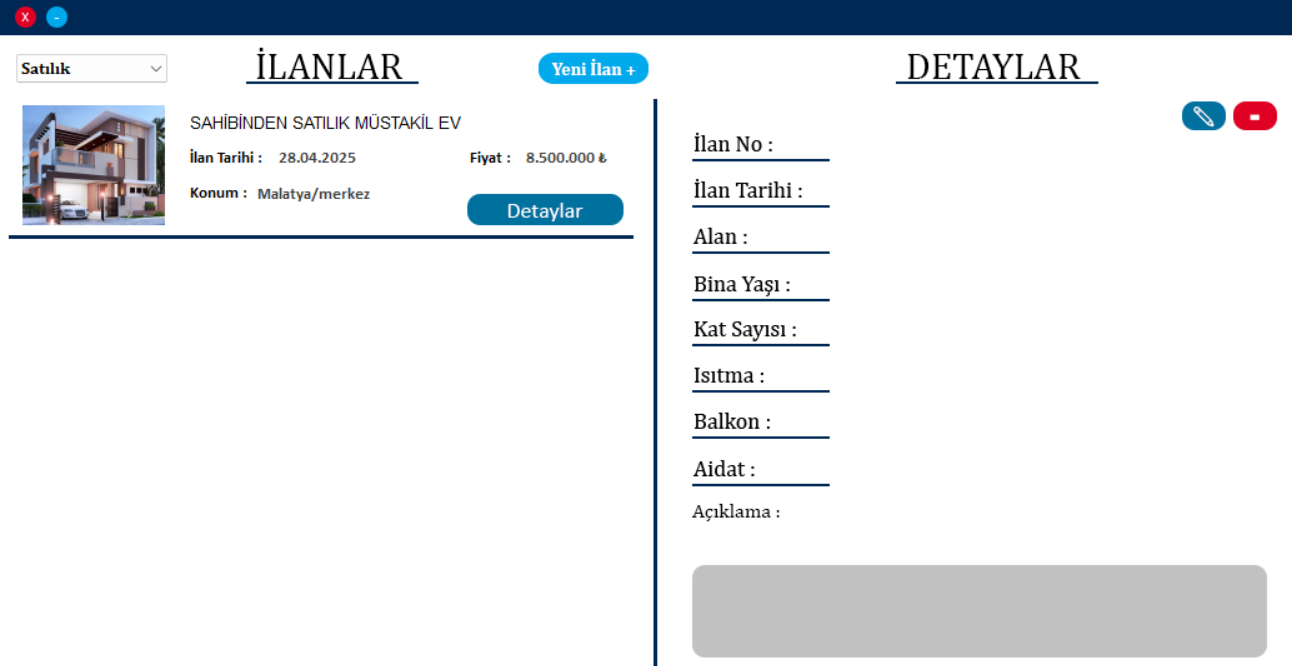 X -
Satılık
İLANLAR
Yeni İlan +
SAHİBİNDEN SATILIK MÜSTAKİL EV
İlan Tarihi : 28.04.2025
Fiyat : 8.500.000 ₺
Konum : Malatya/merkez
Detaylar
DETAYLAR
-
İlan No :
İlan Tarihi :
Alan :
Bina Yaşı :
Kat Sayısı :
Isıtma :
Balkon :
Aidat :
Açıklama :